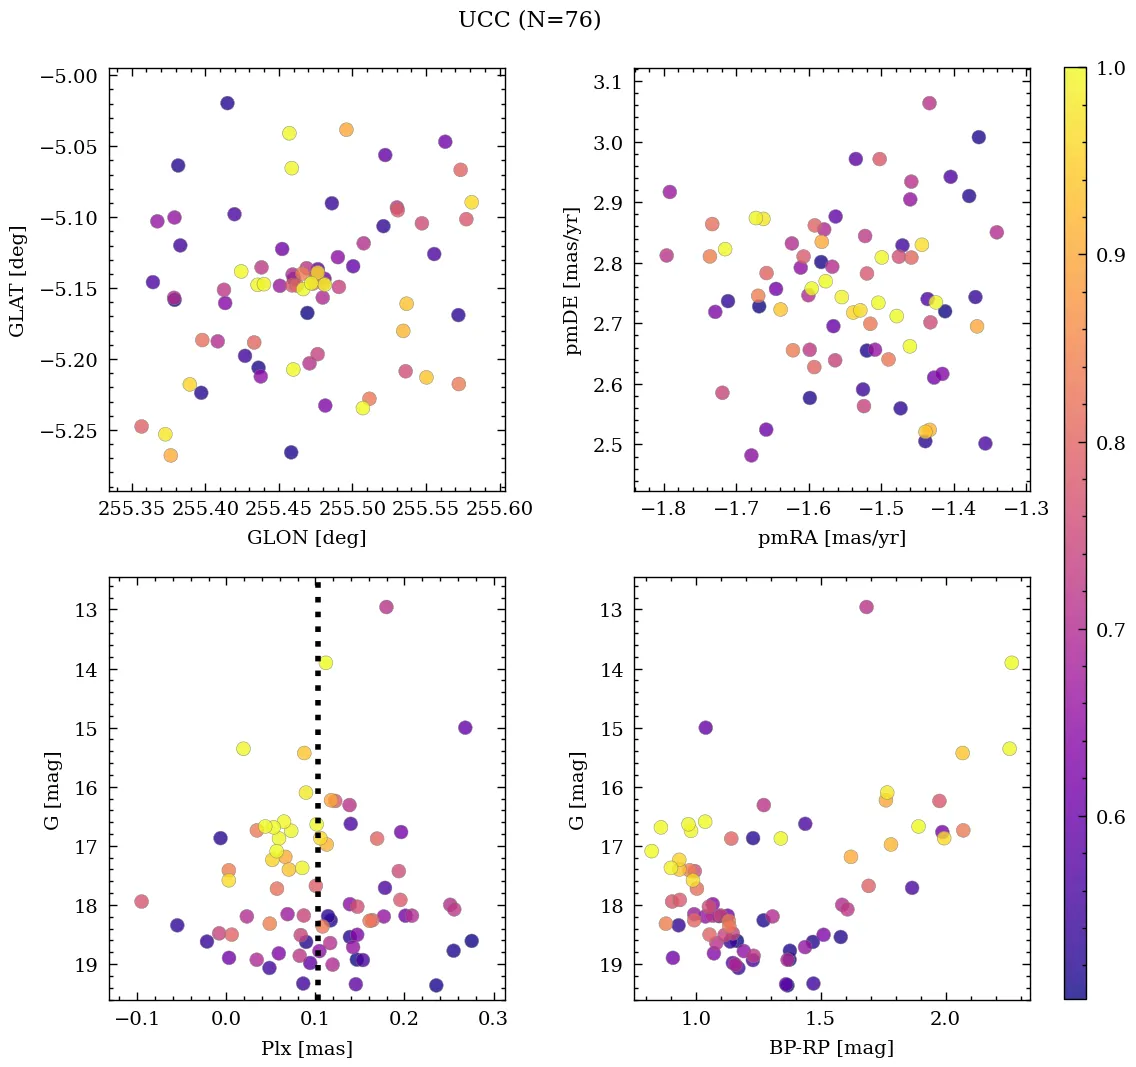 UCC (N=76)
−5.00
−5.05
−5.10
−5.15
−5.20
−5.25
GLAT [deg]
255.35 255.40 255.45 255.50 255.55 255.60
GLON [deg]
3.1
3.0
2.9
2.8
2.7
2.6
2.5
pmDE [mas/yr]
−1.8 −1.7 −1.6 −1.5 −1.4 −1.3
pmRA [mas/yr]
13
14
15
16
17
18
19
G [mag]
−0.1 0.0 0.1 0.2 0.3
Plx [mas]
13
14
15
16
17
18
19
G [mag]
1.0 1.5 2.0
BP-RP [mag]
1.0
0.9
0.8
0.7
0.6